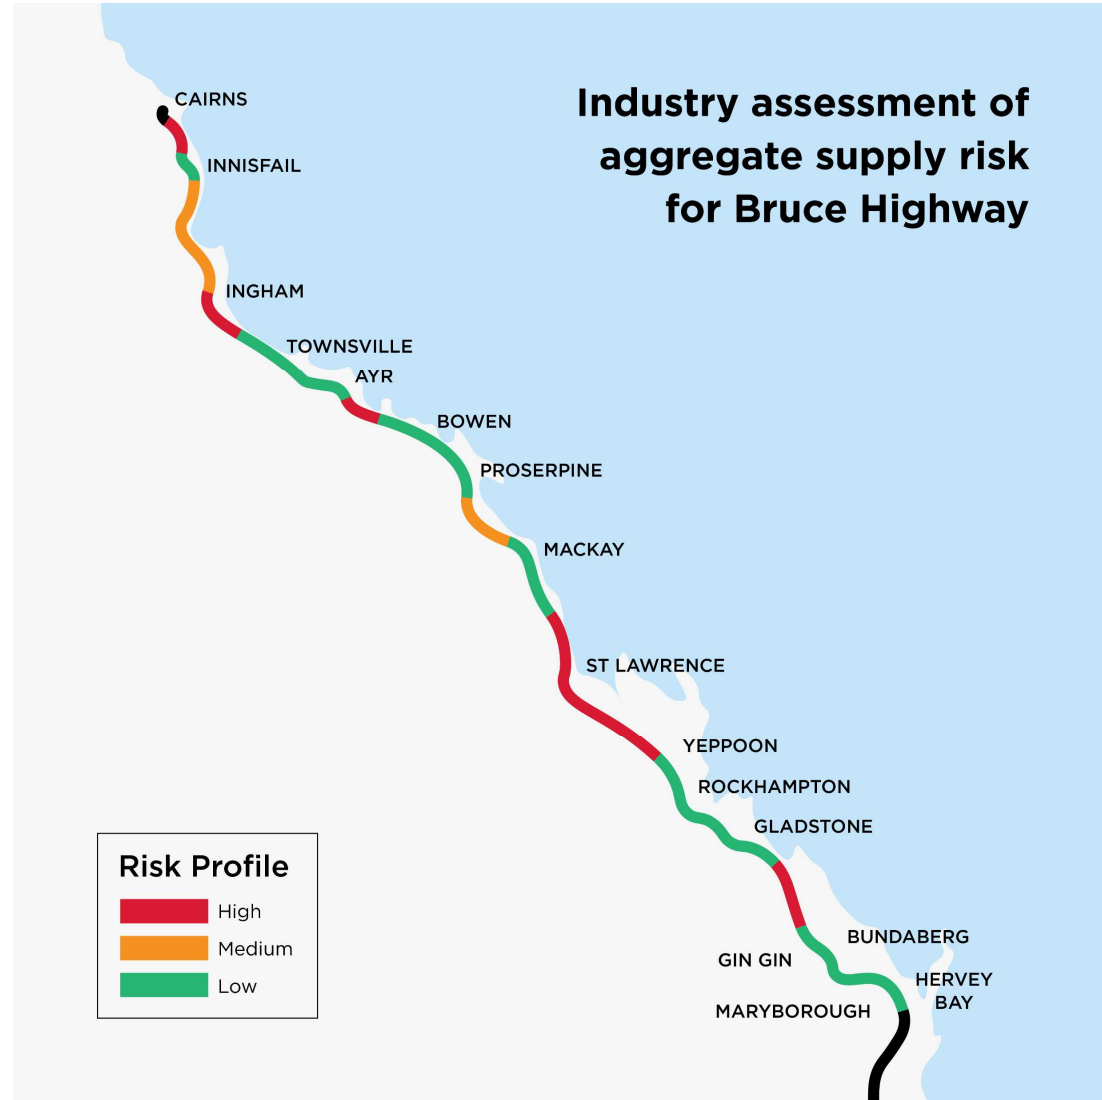 Industry assessment of
aggregate supply risk
for Bruce Highway
CAIRNS
INNISFAIL
INGHAM
TOWNSVILLE
AYR
BOWEN
PROSERPINE
MACKAY
ST LAWRENCE
YEPPOON
ROCKHAMPTON
GLADSTONE
BUNDABERG
GIN GIN
HERVEY
BAY
MARYBOROUGH
Risk Profile
High
Medium
Low